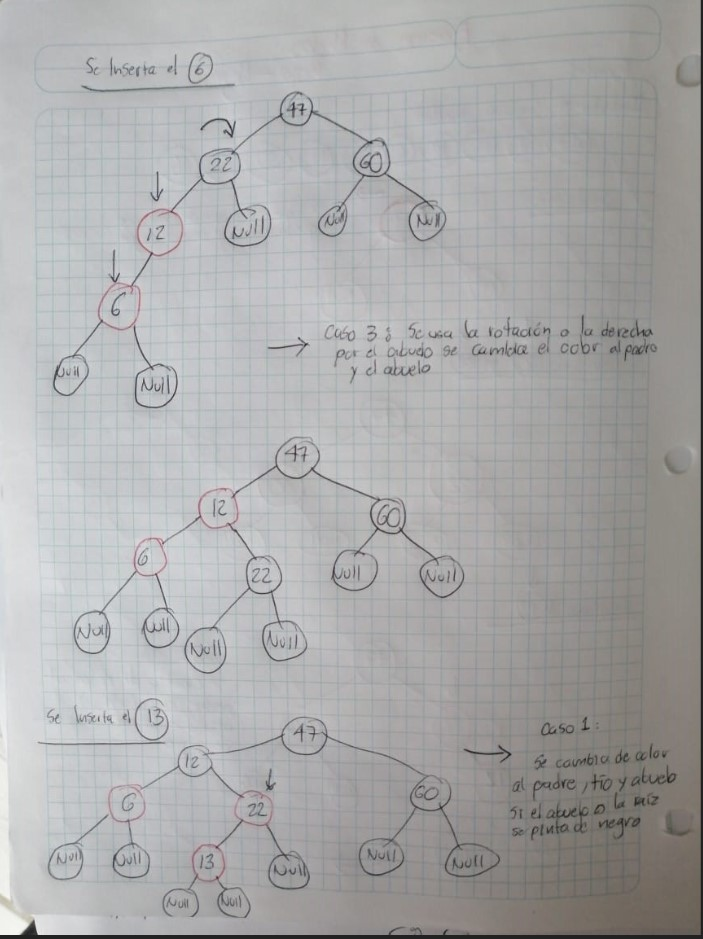 Se Inserta el 6
47
22 60
12 Null Null Null
6
Null Null
→ Caso 3: Se usa la rotación a la derecha
por el abuelo se cambia el color al padre
y el abuelo
47
12 60
6 22 Null Null
Null Null Null Null
Se Inserta el 13
47
12
6 22 60
Null Null 13 Null Null Null
Null Null
→ Caso 1:
Se cambia de color
al padre, tío y abuelo
Si el abuelo o la raiz
se pinta de negro